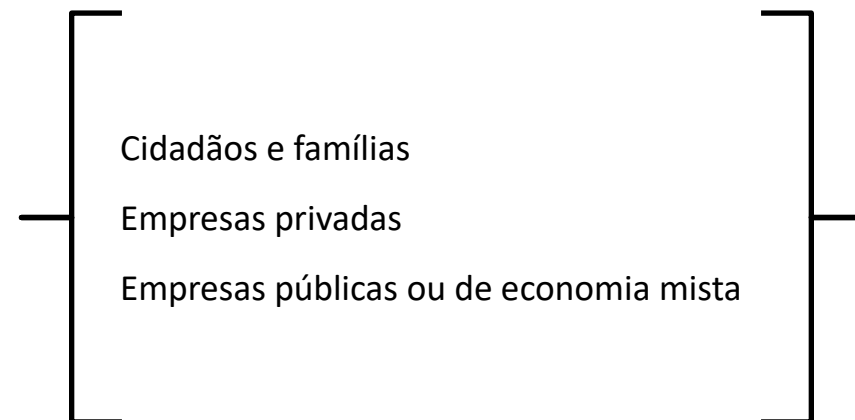 Cidadãos e famílias
Empresas privadas
Empresas públicas ou de economia mista